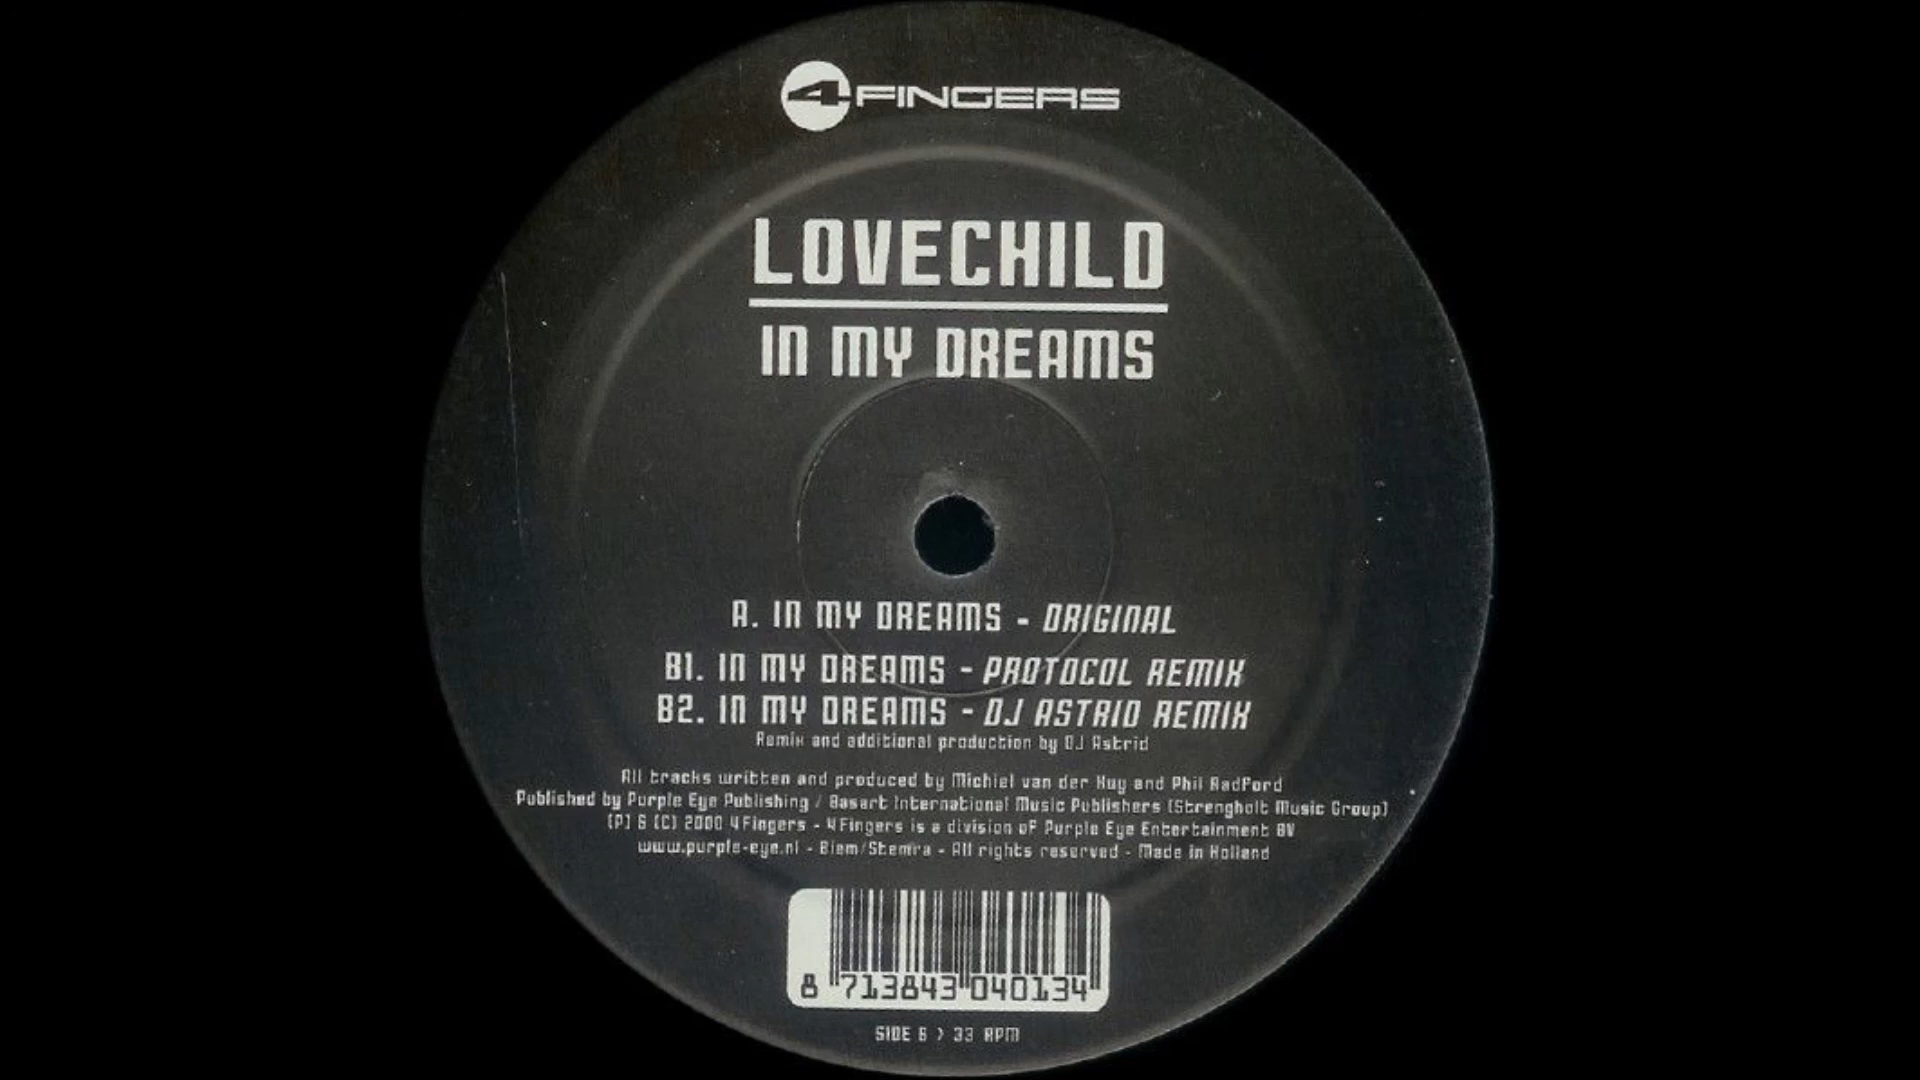 4 FINGERS
LOVECHILD
IN MY DREAMS
A. IN MY DREAMS - ORIGINAL
B1. IN MY DREAMS - PROTOCOL REMIX
B2. IN MY DREAMS - DJ ASTRID REMIX
Remix and additional production by DJ Astrid
All tracks written and produced by Michiel van der Kuy and Phil Radford
Published by Purple Eye Publishing / Basart International Music Publishers (Strengholt Music Group)
(P) & (C) 2000 4Fingers - 4Fingers is a division of Purple Eye Entertainment BV
www.purple-eye.nl - Biem/Stemra - All rights reserved - Made in Holland
8 713843 040134
SIDE B > 33 RPM